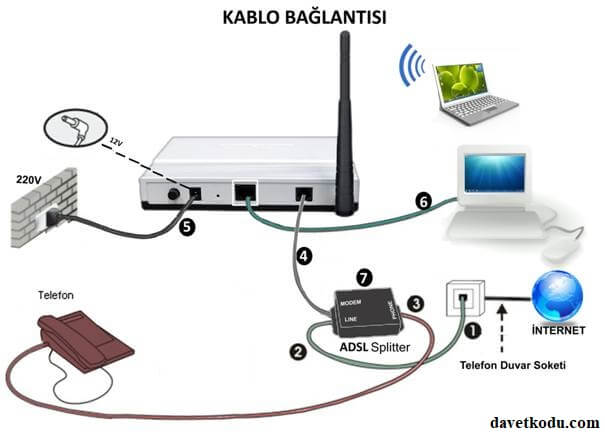 KABLO BAĞLANTISI
12V
220V
5
6
4
7
MODEM
LINE
PHONE
3
2
1
ADSL Splitter
İNTERNET
Telefon Duvar Soketi
Telefon
davetkodu.com